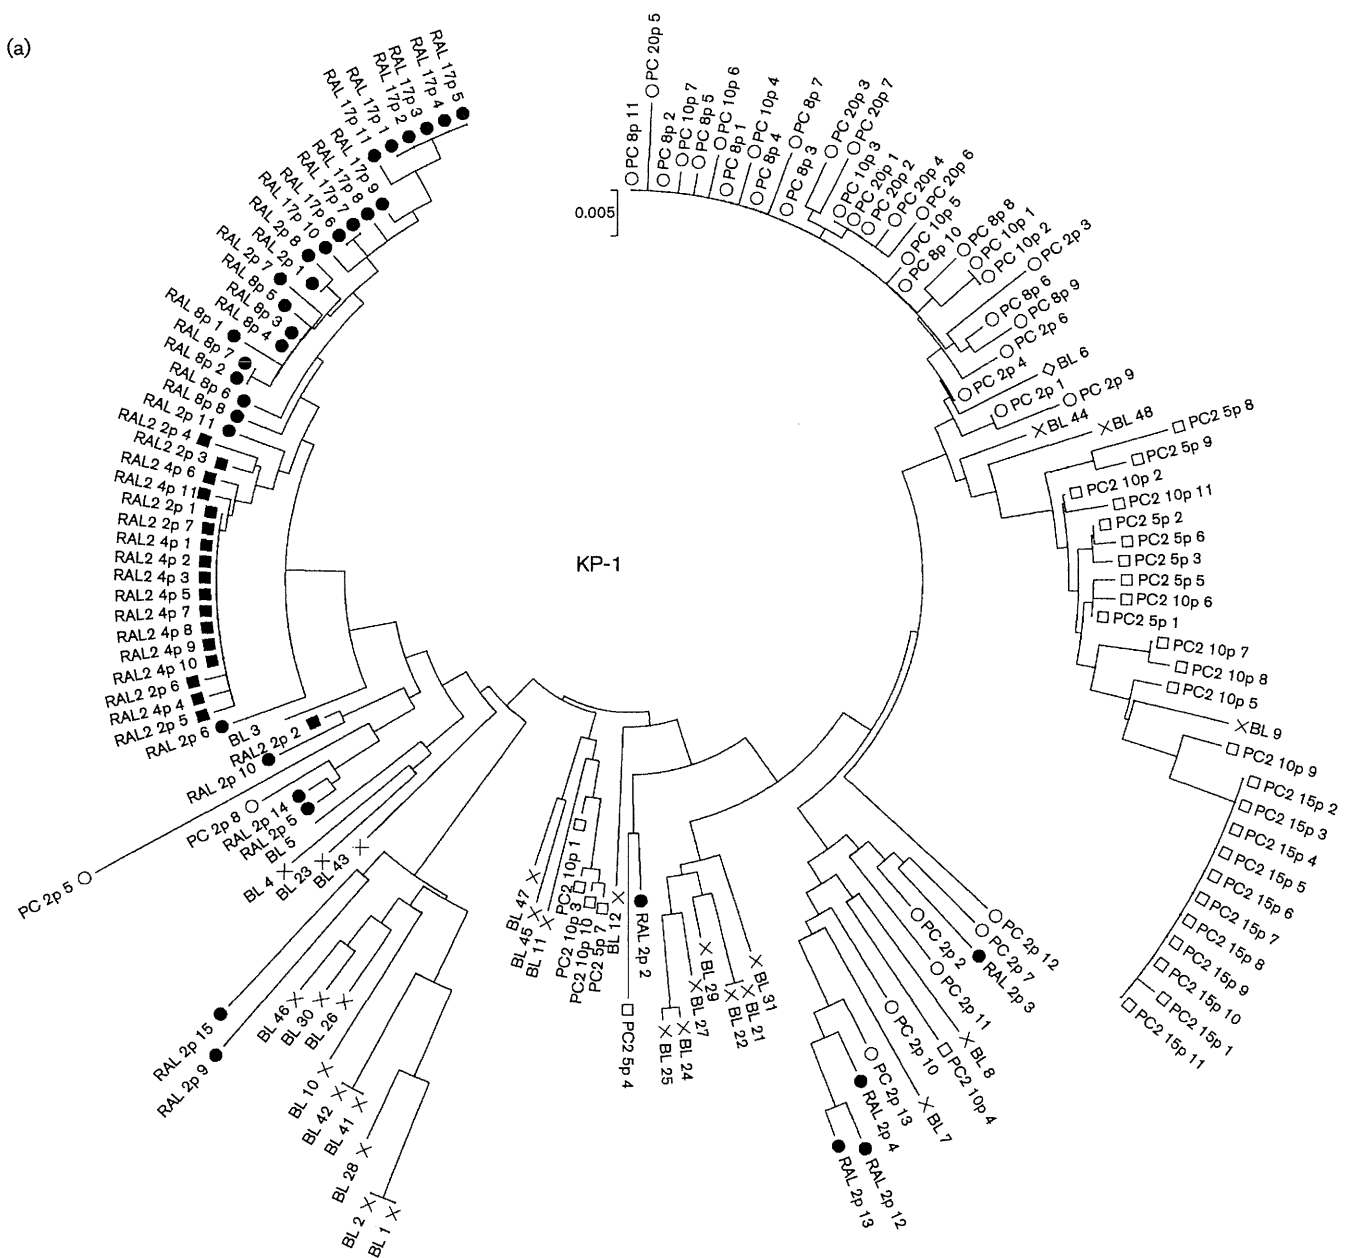 (a)
RAL 17p 5
RAL 17p 4
RAL 17p 3
RAL 17p 2
RAL 17p 1
RAL 17p 11
RAL 17p 9
RAL 17p 8
RAL 17p 7
RAL 17p 6
RAL 17p 10
RAL 2p 8
RAL 2p 1
RAL 2p 7
RAL 8p 5
RAL 8p 3
RAL 8p 4
RAL 8p 1
RAL 8p 7
RAL 8p 2
RAL 8p 6
RAL 8p 8
RAL 2p 11
RAL2 2p 4
RAL2 2p 3
RAL2 4p 6
RAL2 4p 11
RAL2 2p 1
RAL2 2p 7
RAL2 4p 1
RAL2 4p 2
RAL2 4p 3
RAL2 4p 5
RAL2 4p 7
RAL2 4p 8
RAL2 4p 9
RAL2 4p 10
RAL2 2p 6
RAL2 4p 4
RAL2 2p 5
RAL 2p 6
BL 3
RAL2 2p 2
RAL 2p 10
PC 2p 5
PC 2p 8
RAL 2p 14
RAL 2p 5
BL 5
BL 4
BL 23
BL 43
RAL 2p 15
RAL 2p 9
BL 46
BL 30
BL 26
BL 10
BL 42
BL 41
BL 28
BL 2
BL 1
BL 47
BL 45
BL 11
PC2 10p 1
PC2 10p 3
PC2 10p 10
PC2 5p 7
BL 12
PC2 5p 4
RAL 2p 2
BL 25
BL 24
BL 27
BL 29
BL 22
BL 21
BL 31
RAL 2p 13
RAL 2p 12
RAL 2p 4
PC 2p 13
BL 7
PC 2p 10
PC2 10p 4
BL 8
PC 2p 11
PC 2p 2
RAL 2p 3
PC 2p 7
PC 2p 12
PC2 15p 11
PC2 15p 1
PC2 15p 10
PC2 15p 9
PC2 15p 8
PC2 15p 7
PC2 15p 6
PC2 15p 5
PC2 15p 4
PC2 15p 3
PC2 15p 2
PC2 10p 9
BL 9
PC2 10p 5
PC2 10p 8
PC2 10p 7
PC2 5p 1
PC2 10p 6
PC2 5p 5
PC2 5p 3
PC2 5p 6
PC2 5p 2
PC2 10p 11
PC2 10p 2
PC2 5p 9
PC2 5p 8
BL 48
BL 44
PC 2p 9
PC 2p 1
BL 6
PC 2p 4
PC 2p 6
PC 8p 9
PC 8p 6
PC 2p 3
PC 10p 2
PC 10p 1
PC 8p 8
PC 8p 10
PC 10p 5
PC 20p 6
PC 20p 4
PC 20p 2
PC 20p 1
PC 10p 3
PC 20p 7
PC 20p 3
PC 8p 3
PC 8p 7
PC 8p 4
PC 10p 4
PC 8p 1
PC 10p 6
PC 8p 5
PC 10p 7
PC 8p 2
PC 20p 5
PC 8p 11
0.005
KP-1